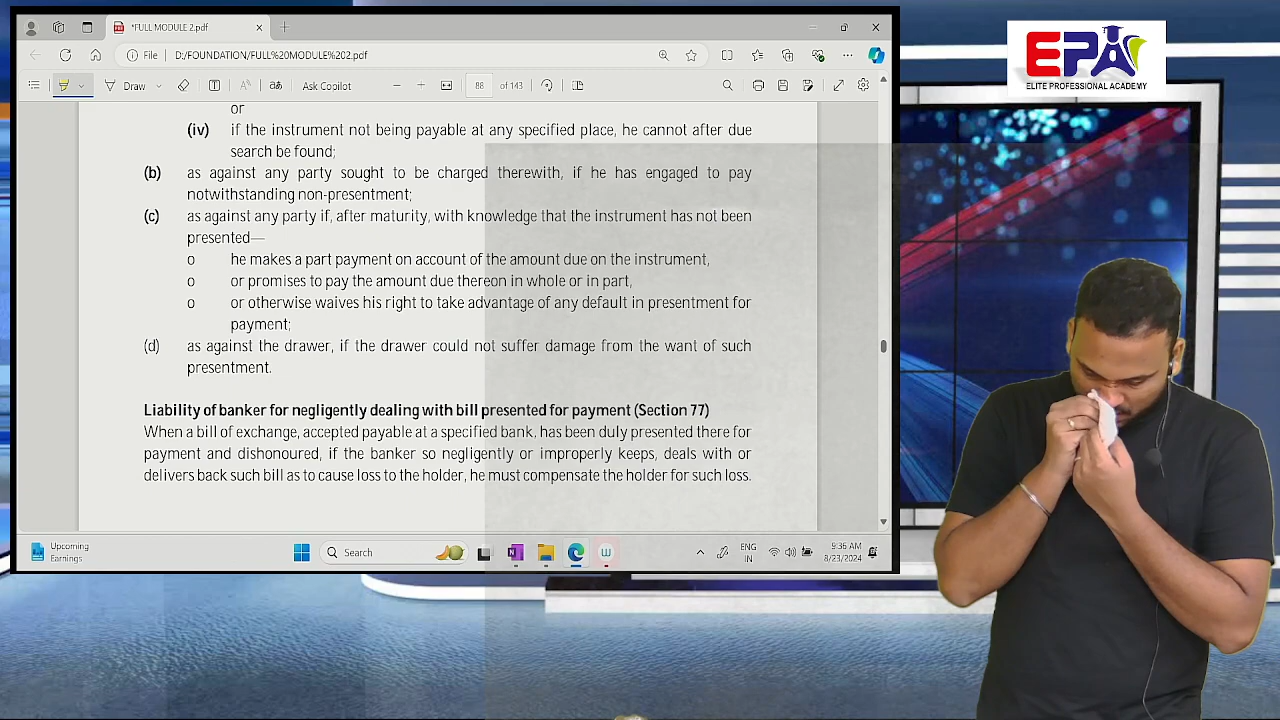 *FULL MODULE 2.pdf
File
Draw
Ask Copilot
88
of 143
or
(iv) if the instrument not being payable at any specified place, he cannot after due
search be found;
(b) as against any party sought to be charged therewith, if he has engaged to pay
notwithstanding non-presentment;
(c) as against any party if, after maturity, with knowledge that the instrument has not been
presented—
o he makes a part payment on account of the amount due on the instrument,
o or promises to pay the amount due thereon in whole or in part,
o or otherwise waives his right to take advantage of any default in presentment for
payment;
(d) as against the drawer, if the drawer could not suffer damage from the want of such
presentment.
Liability of banker for negligently dealing with bill presented for payment (Section 77)
When a bill of exchange, accepted payable at a specified bank, has been duly presented there for
payment and dishonoured, if the banker so negligently or improperly keeps, deals with or
delivers back such bill as to cause loss to the holder, he must compensate the holder for such loss.
Upcoming
Earnings
Search
ENG
IN
8/23/2024
EPA
ELITE PROFESSIONAL ACADEMY